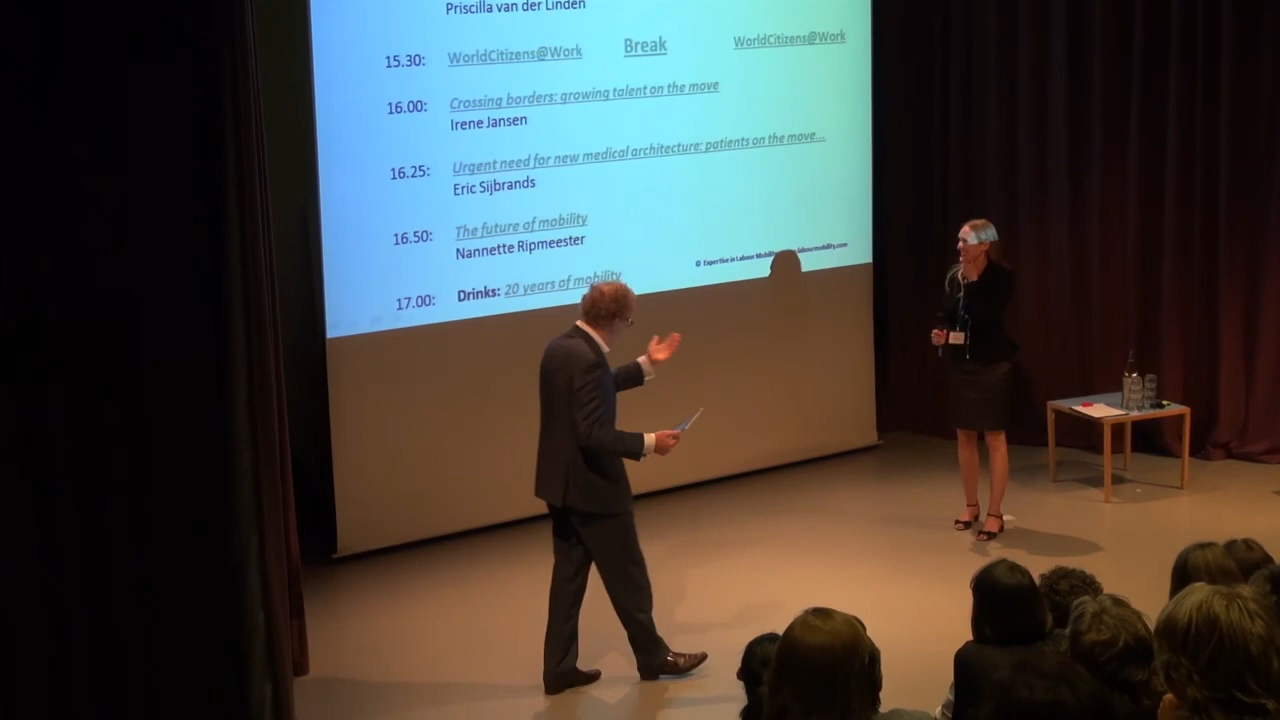 Priscilla van der Linden
15.30: WorldCitizens@Work Break WorldCitizens@Work
16.00: Crossing borders: growing talent on the move
Irene Jansen
16.25: Urgent need for new medical architecture: patients on the move...
Eric Sijbrands
16.50: The future of mobility
Nannette Ripmeester
17.00: Drinks: 20 years of mobility
© Expertise in Labour Mobility labourmobility.com